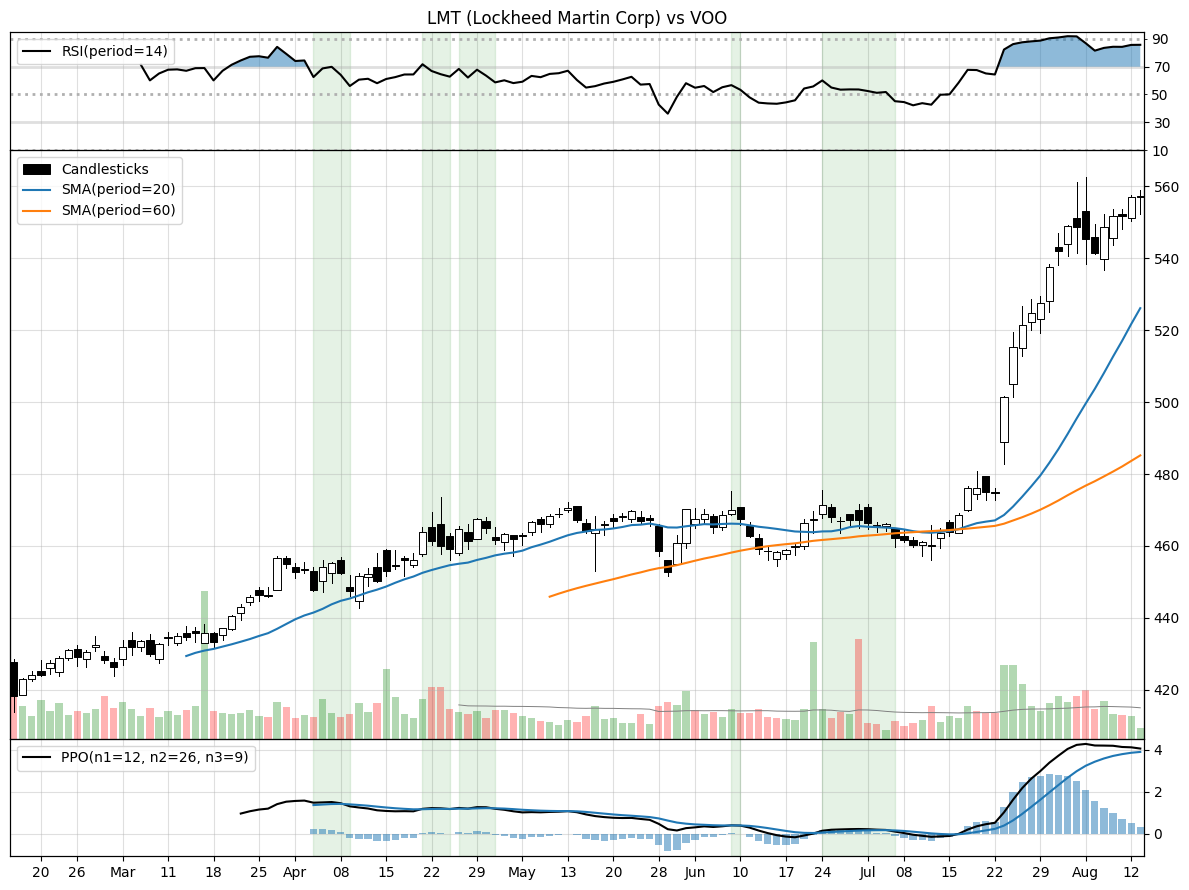 LMT (Lockheed Martin Corp) vs VOO
RSI(period=14)
90
70
50
30
10
Candlesticks
SMA(period=20)
SMA(period=60)
560
540
520
500
480
460
440
420
PPO(n1=12, n2=26, n3=9)
4
2
0
20 26 Mar 11 18 25 Apr 08 15 22 29 May 13 20 28 Jun 10 17 24 Jul 08 15 22 29 Aug 12